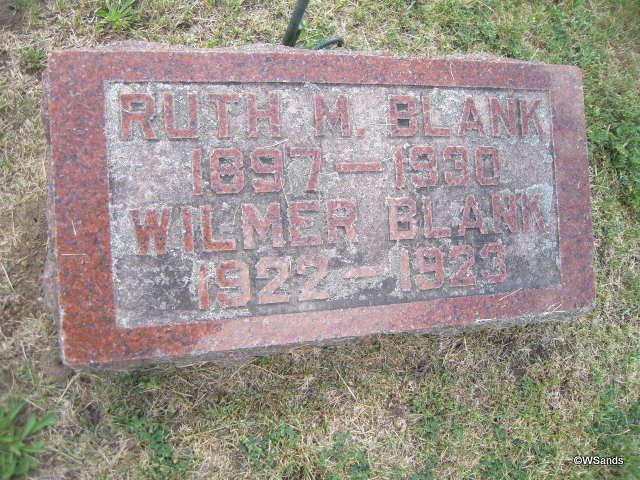 RUTH M. BLANK
1897 — 1930
WILMER BLANK
1922 — 1923
©WSands